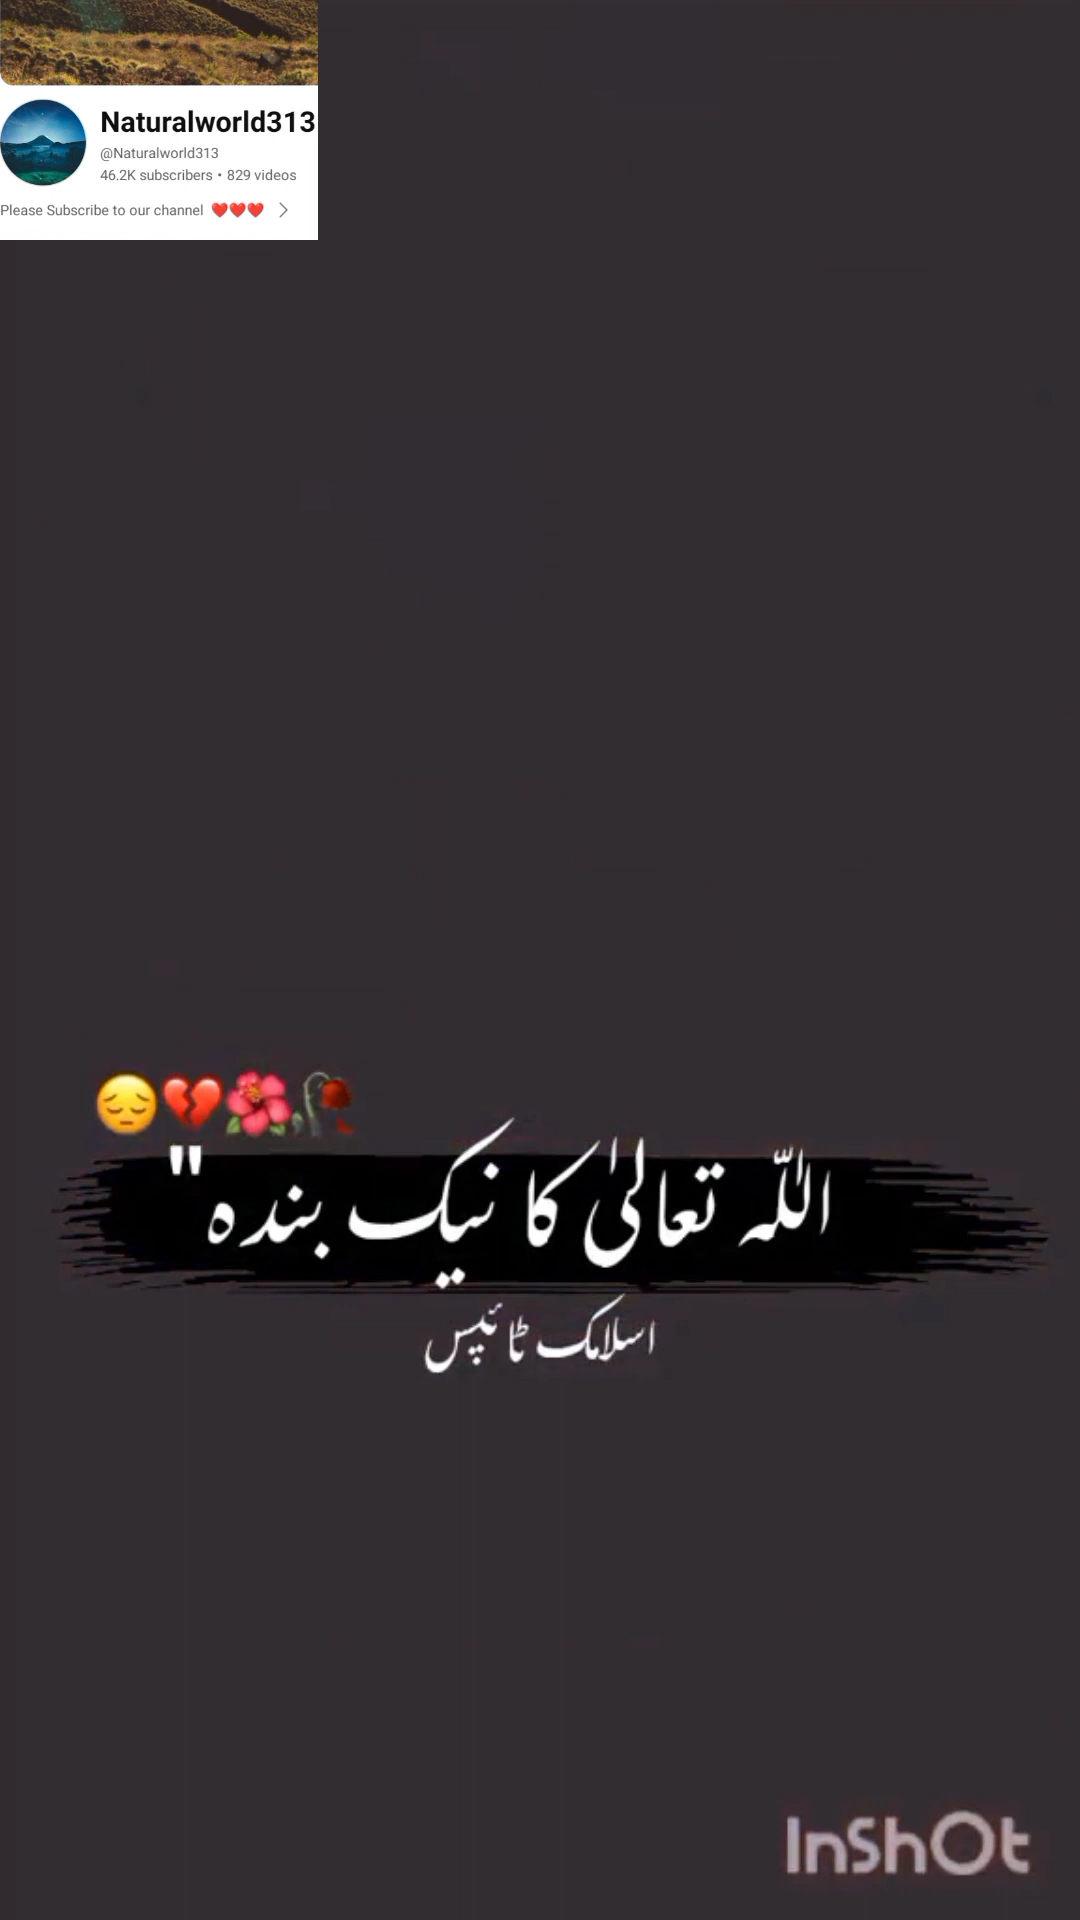 Naturalworld313
@Naturalworld313
46.2K subscribers • 829 videos
Please Subscribe to our channel ❤️❤️❤️ >
😔💔🌺🥀
اللہ تعالیٰ کا نیک بندہ"
اسلامک ٹائپس
InShOt